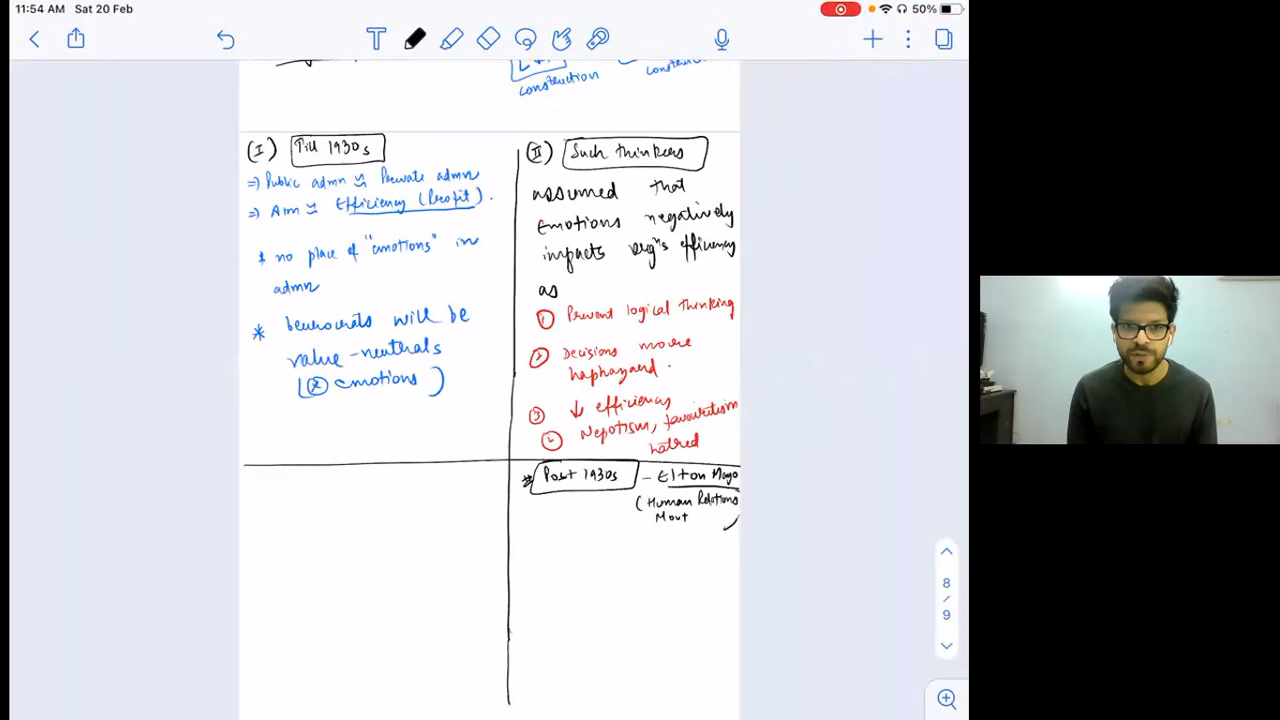 11:54 AM Sat 20 Feb
50%
T
construction
(I) Till 1930s
⇒ Public admn ≈ Private admn
⇒ Aim ≈ Efficiency (Profit).
* no place of "emotions" in
admn
* beurocrats will be
value-neutrals
(ⓧ emotions)
(II) Such thinkers
assumed that
Emotions negatively
impacts orgn's efficiency
as
① Prevent logical thinking
② Decisions more
haphazard.
③ ↓ efficiency
④ Nepotism, favouritism
hatred
* Post 1930s - Elton Mayo
(Human Relations
Movt
8
/
9